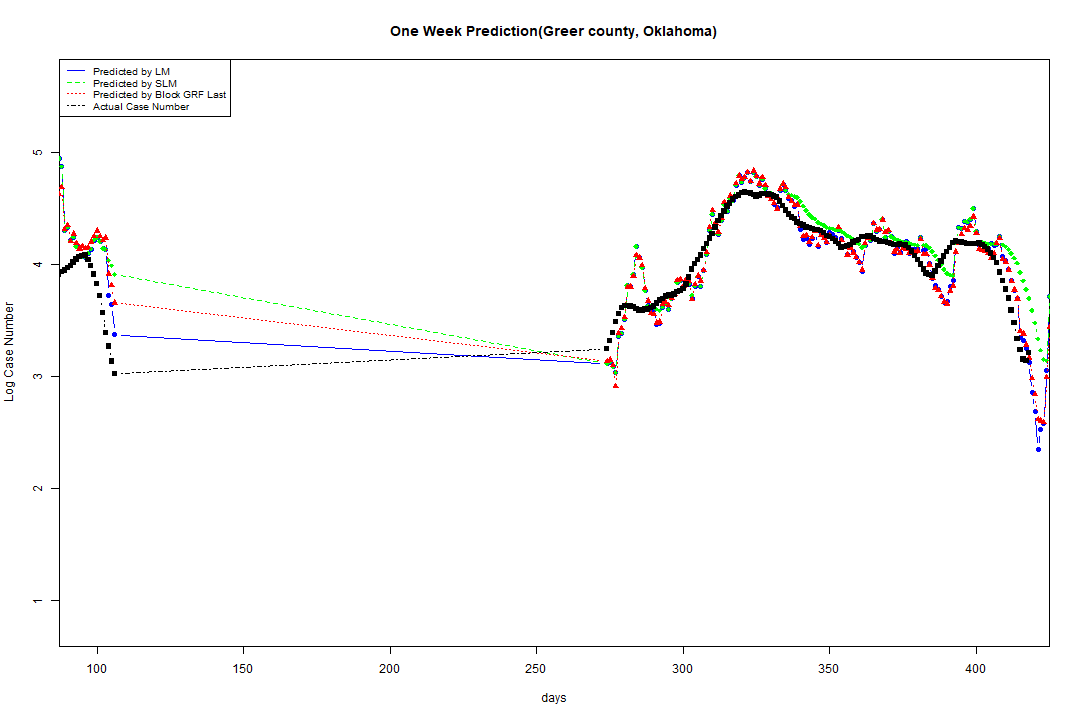 One Week Prediction(Greer county, Oklahoma)
Predicted by LM
Predicted by SLM
Predicted by Block GRF Last
Actual Case Number
5
4
3
2
1
Log Case Number
100 150 200 250 300 350 400
days